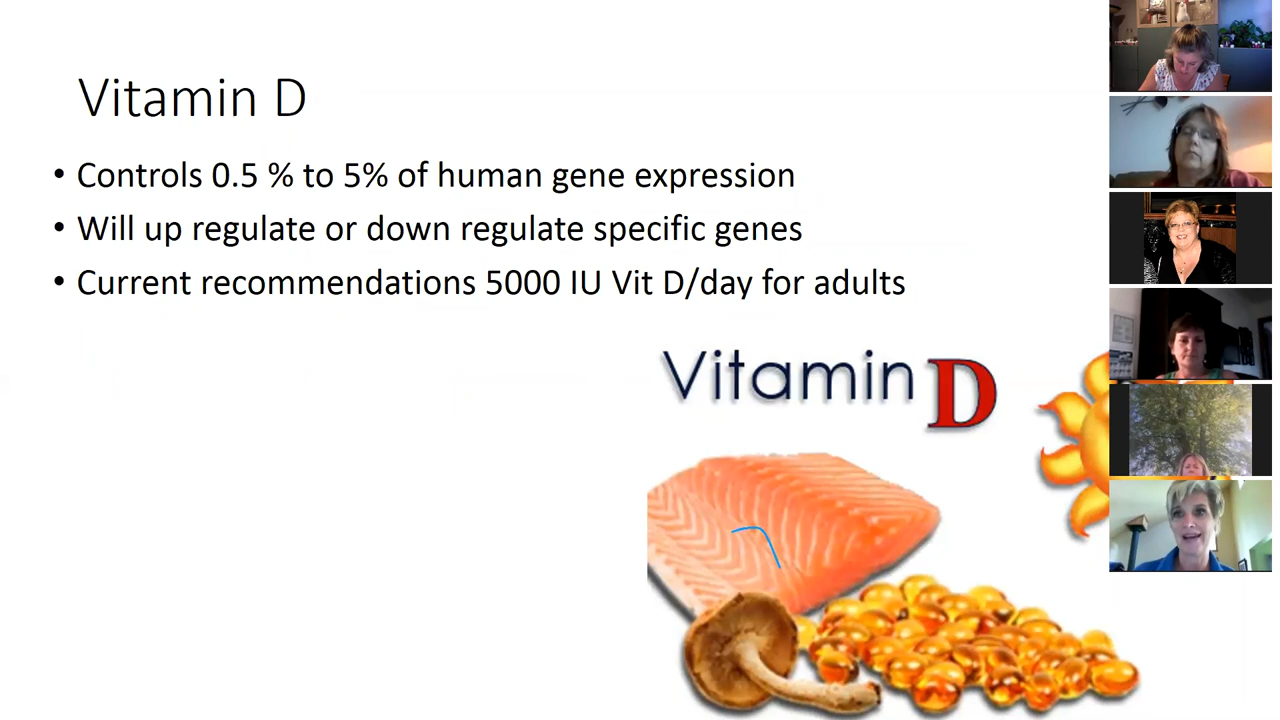 Vitamin D
• Controls 0.5 % to 5% of human gene expression
• Will up regulate or down regulate specific genes
• Current recommendations 5000 IU Vit D/day for adults
Vitamin D